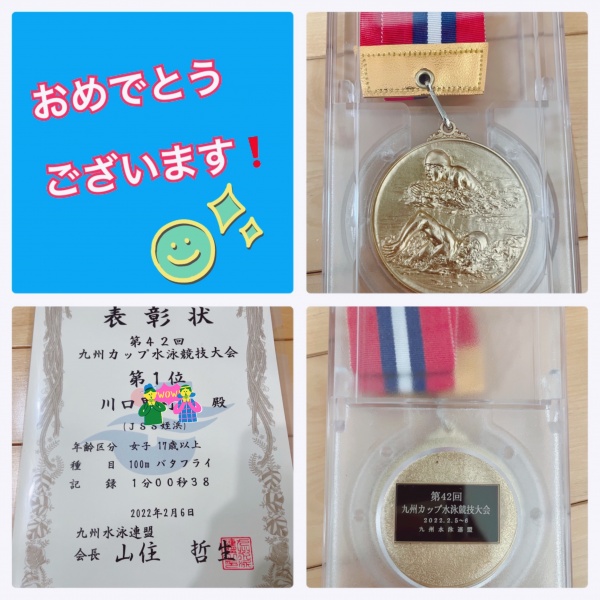 おめでとう
ございます❗
表彰状
第42回
九州カップ水泳競技大会
第1位
川口 殿
WOW
(JSS姪浜)
年齢区分 女子 17歳以上
種目 100m バタフライ
記録 1分00秒38
2022年2月6日
九州水泳連盟
会長 山住 哲生
第42回
九州カップ水泳競技大会
2022.2.5~6
九州水泳連盟